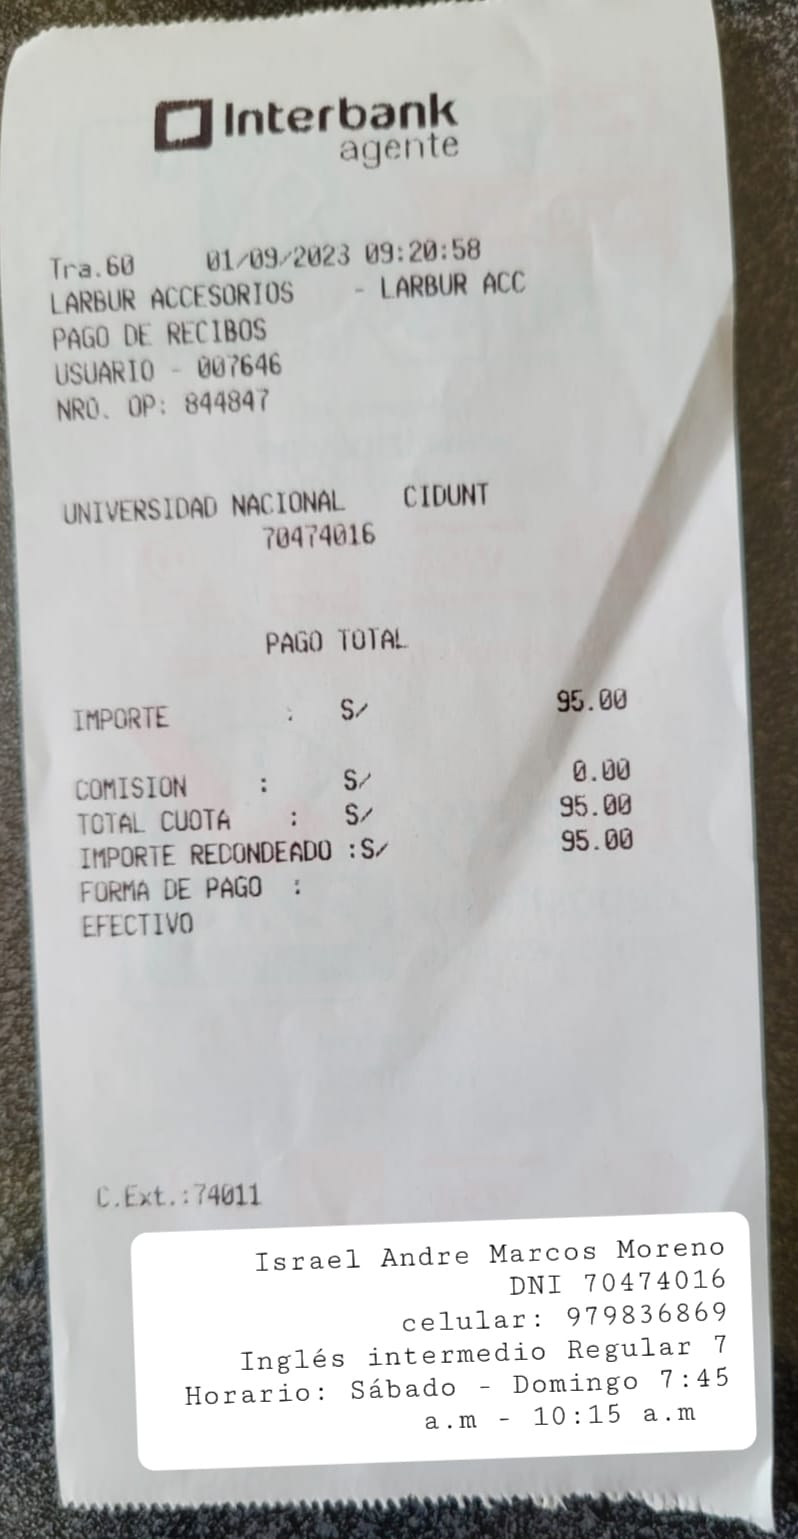 Interbank
agente
Tra.60 01/09/2023 09:20:58
LARBUR ACCESORIOS - LARBUR ACC
PAGO DE RECIBOS
USUARIO - 007646
NRO. OP: 844847
UNIVERSIDAD NACIONAL CIDUNT
70474016
PAGO TOTAL
IMPORTE : S/ 95.00
COMISION : S/ 0.00
TOTAL CUOTA : S/ 95.00
IMPORTE REDONDEADO :S/ 95.00
FORMA DE PAGO :
EFECTIVO
C.Ext.:74011
Israel Andre Marcos Moreno
DNI 70474016
celular: 979836869
Inglés intermedio Regular 7
Horario: Sábado - Domingo 7:45
a.m - 10:15 a.m